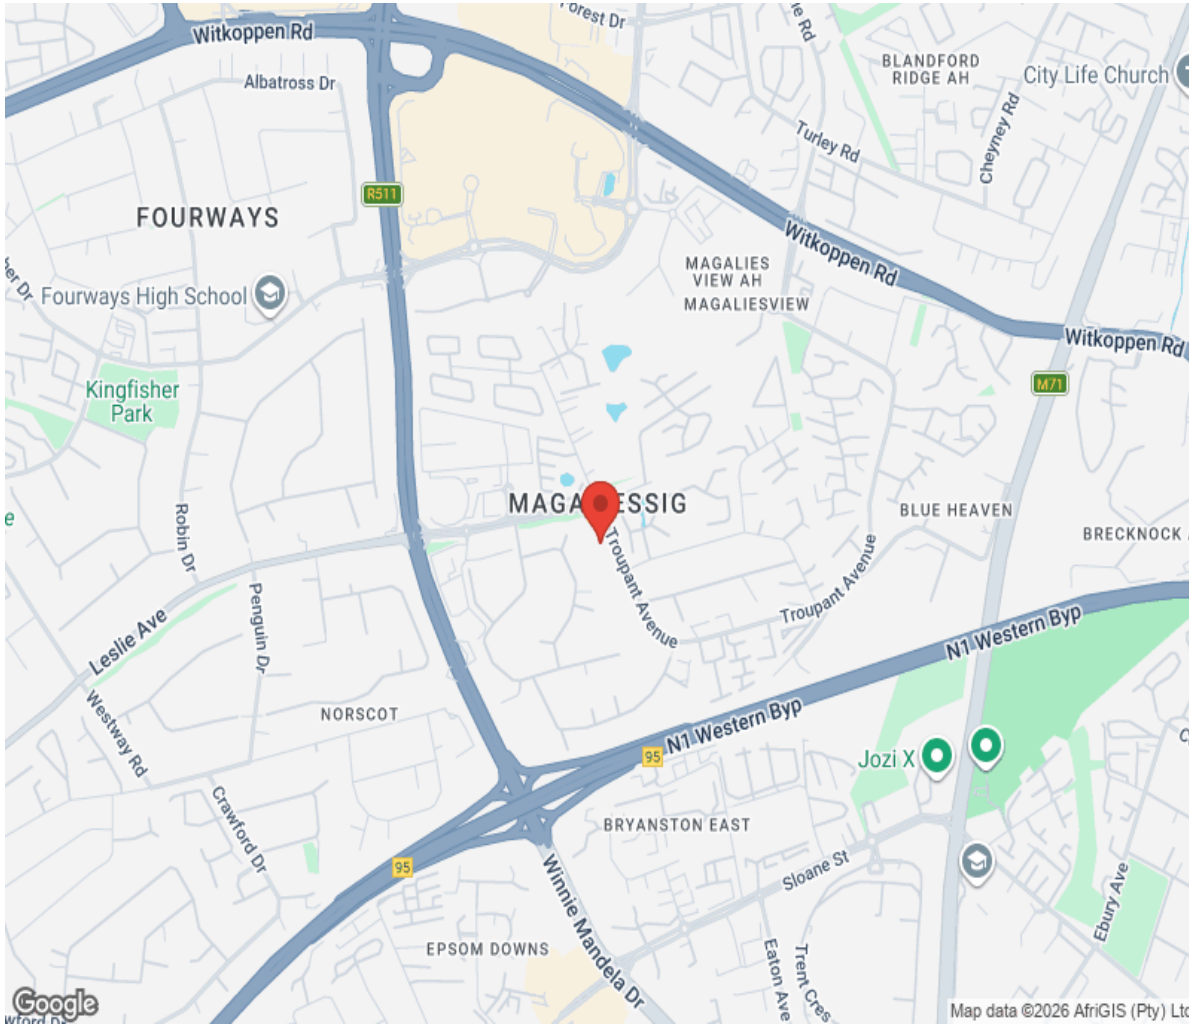 Forest Dr
Witkoppen Rd
Albatross Dr
BLANDFORD
RIDGE AH
City Life Church
Cheyney Rd
Turley Rd
R511
FOURWAYS
Witkoppen Rd
MAGALIES
VIEW AH
MAGALIESVIEW
Fourways High School
Witkoppen Rd
Kingfisher
Park
M71
MAGA
ESSIG
BLUE HEAVEN
BRECKNOCK
Robin Dr
Troupant Avenue
Troupant Avenue
Penguin Dr
Leslie Ave
N1 Western Byp
Westway Rd
NORSCOT
N1 Western Byp
95
Jozi X
Crawford Dr
BRYANSTON EAST
95
Sloane St
Winnie Mandela Dr
Ebury Ave
EPSOM DOWNS
Eaton Ave
Trent Cres
Google
Map data ©2026 AfriGIS (Pty) Ltd